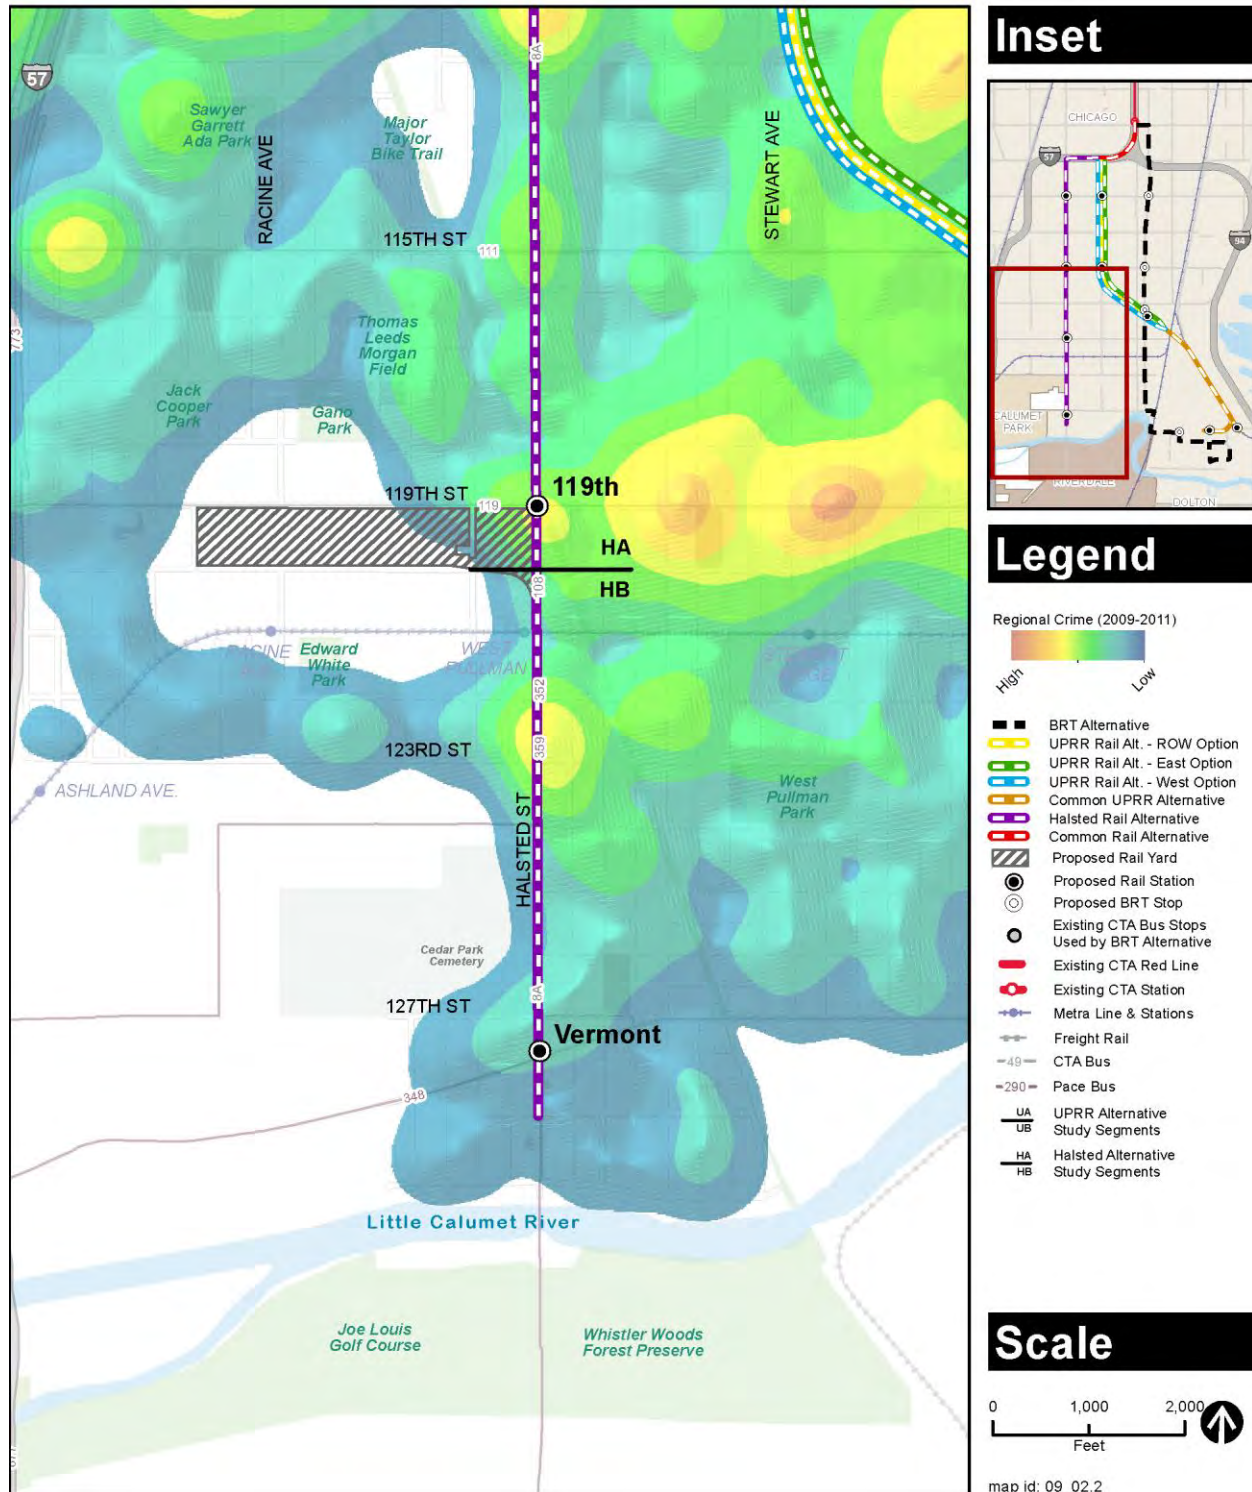 57
8A
Sawyer
Garrett
Ada Park
Major
Taylor
Bike Trail
RACINE AVE
STEWART AVE
115TH ST
111
773
Thomas
Leeds
Morgan
Field
Jack
Cooper
Park
Gano
Park
119TH ST
119
119th
HA
HB
108
WEST
PULLMAN
Edward
White
Park
352
123RD ST
359
ASHLAND AVE.
West
Pullman
Park
HALSTED ST
Cedar Park
Cemetery
127TH ST
8A
Vermont
348
Little Calumet River
Joe Louis
Golf Course
Whistler Woods
Forest Preserve
Inset
CHICAGO
57
94
CALUMET
PARK
RIVERDALE
DOLTON
Legend
Regional Crime (2009-2011)
High
Low
BRT Alternative
UPRR Rail Alt. - ROW Option
UPRR Rail Alt. - East Option
UPRR Rail Alt. - West Option
Common UPRR Alternative
Halsted Rail Alternative
Common Rail Alternative
Proposed Rail Yard
Proposed Rail Station
Proposed BRT Stop
Existing CTA Bus Stops
Used by BRT Alternative
Existing CTA Red Line
Existing CTA Station
Metra Line & Stations
Freight Rail
49 CTA Bus
290 Pace Bus
UA
UB
UPRR Alternative
Study Segments
HA
HB
Halsted Alternative
Study Segments
Scale
0 1,000 2,000
Feet
map id: 09_02.2